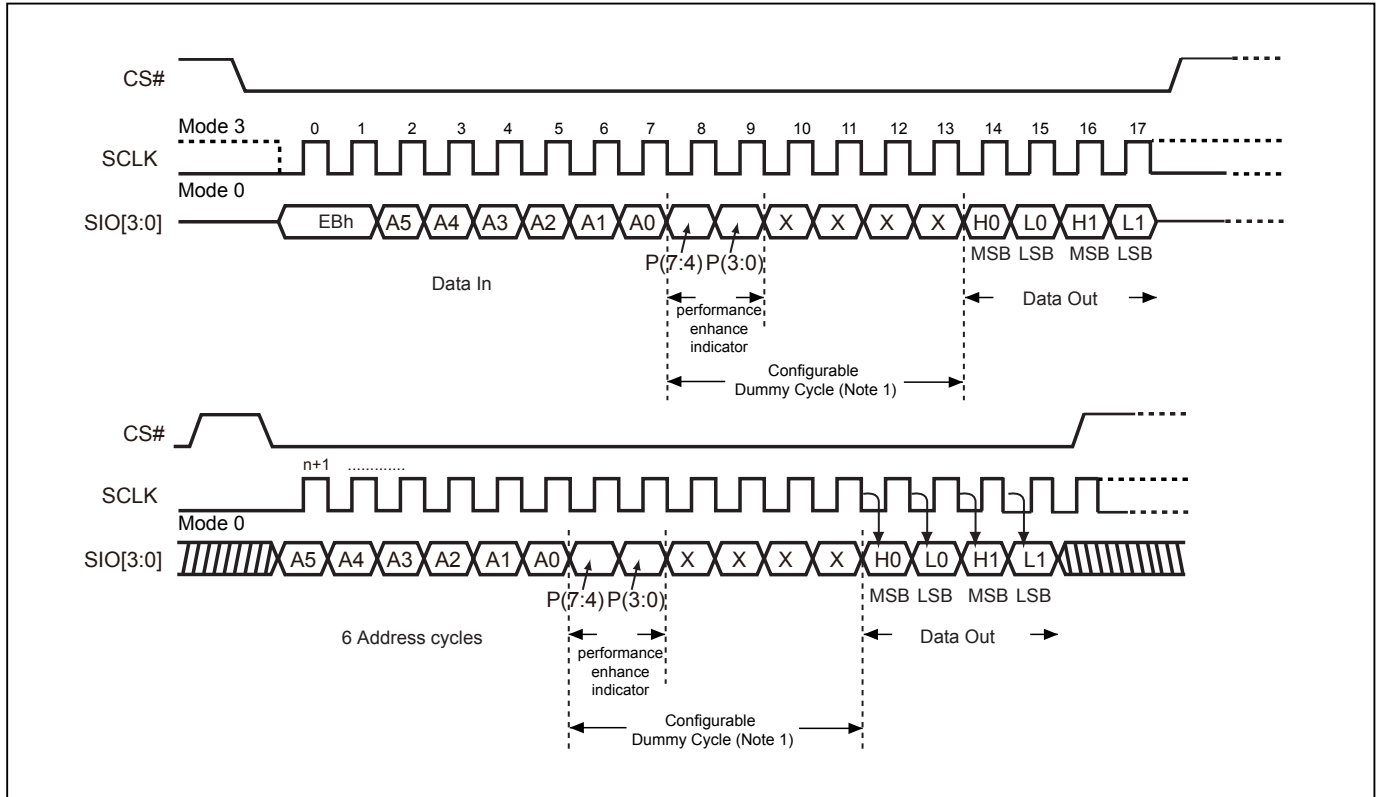 CS#
Mode 3
0 1 2 3 4 5 6 7 8 9 10 11 12 13 14 15 16 17
SCLK
Mode 0
SIO[3:0] EBh A5 A4 A3 A2 A1 A0 X X X X H0 L0 H1 L1
MSB LSB MSB LSB
P(7:4) P(3:0)
Data In
Data Out
performance
enhance
indicator
Configurable
Dummy Cycle (Note 1)
CS#
n+1 .............
SCLK
Mode 0
SIO[3:0] A5 A4 A3 A2 A1 A0 X X X X H0 L0 H1 L1
P(7:4) P(3:0)
MSB LSB MSB LSB
6 Address cycles
Data Out
performance
enhance
indicator
Configurable
Dummy Cycle (Note 1)